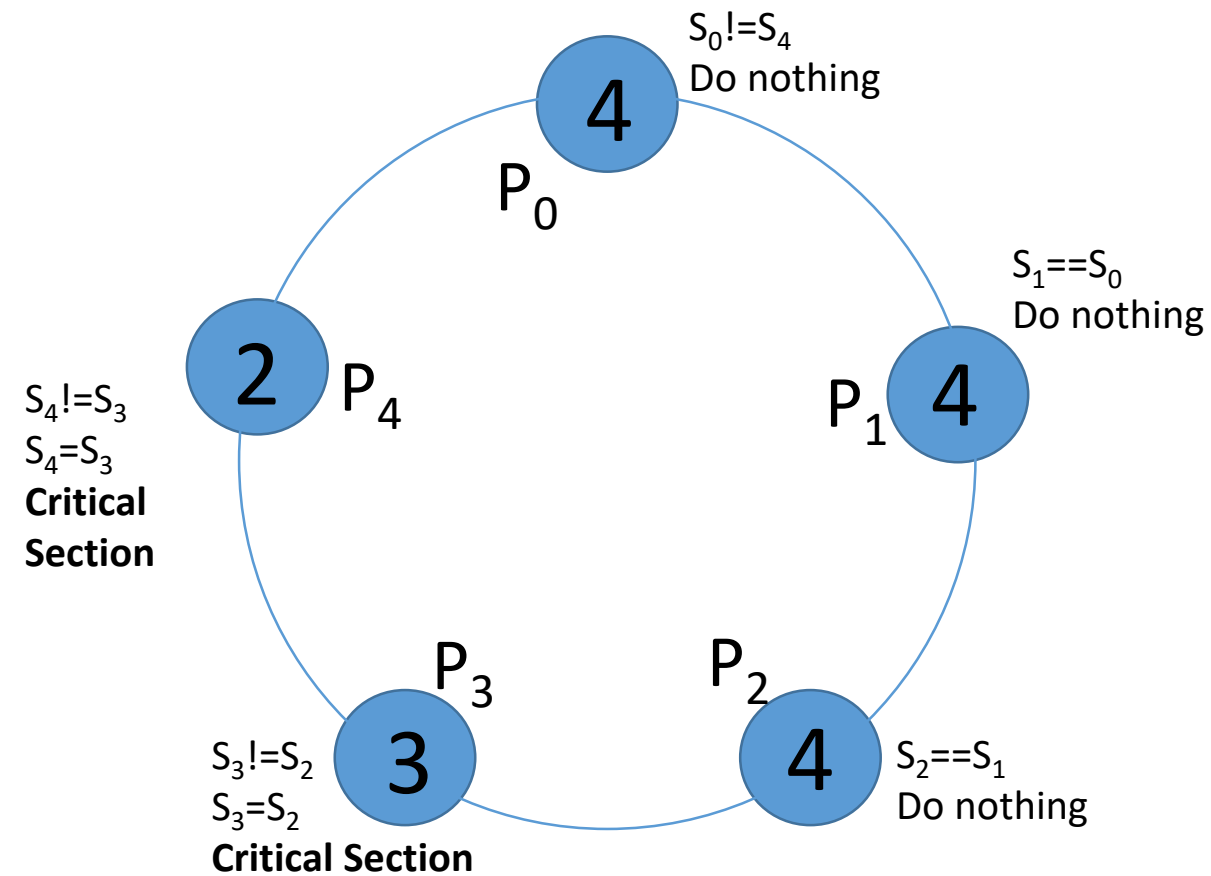 S₀!=S₄
Do nothing
4
P₀
S₁==S₀
Do nothing
4
P₁
2
P₄
S₄!=S₃
S₄=S₃
Critical
Section
P₃
3
S₃!=S₂
S₃=S₂
Critical Section
P₂
4
S₂==S₁
Do nothing